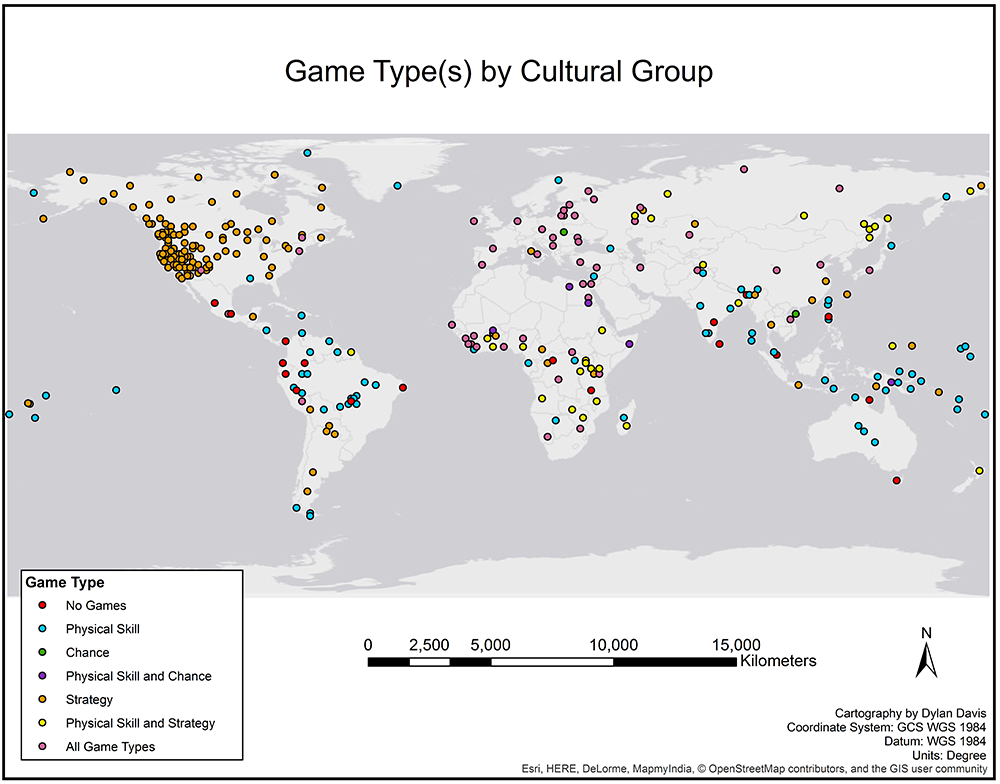 Game Type(s) by Cultural Group
Game Type
No Games
Physical Skill
Chance
Physical Skill and Chance
Strategy
Physical Skill and Strategy
All Game Types
0 2,500 5,000 10,000 15,000
Kilometers
N
Cartography by Dylan Davis
Coordinate System: GCS WGS 1984
Datum: WGS 1984
Units: Degree
Esri, HERE, DeLorme, MapmyIndia, © OpenStreetMap contributors, and the GIS user community